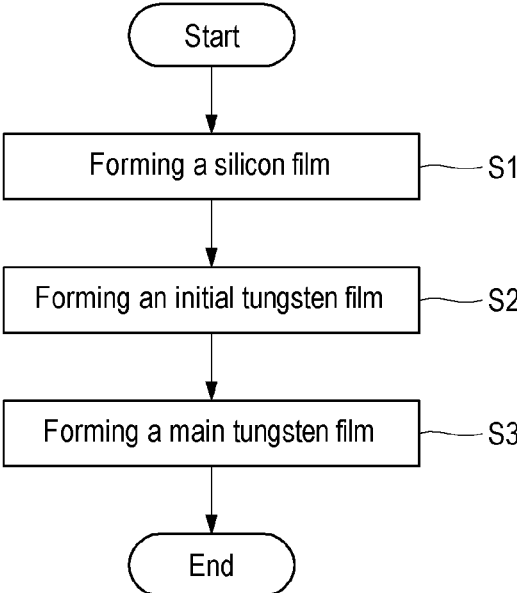 Start
Forming a silicon film
S1
Forming an initial tungsten film
S2
Forming a main tungsten film
S3
End